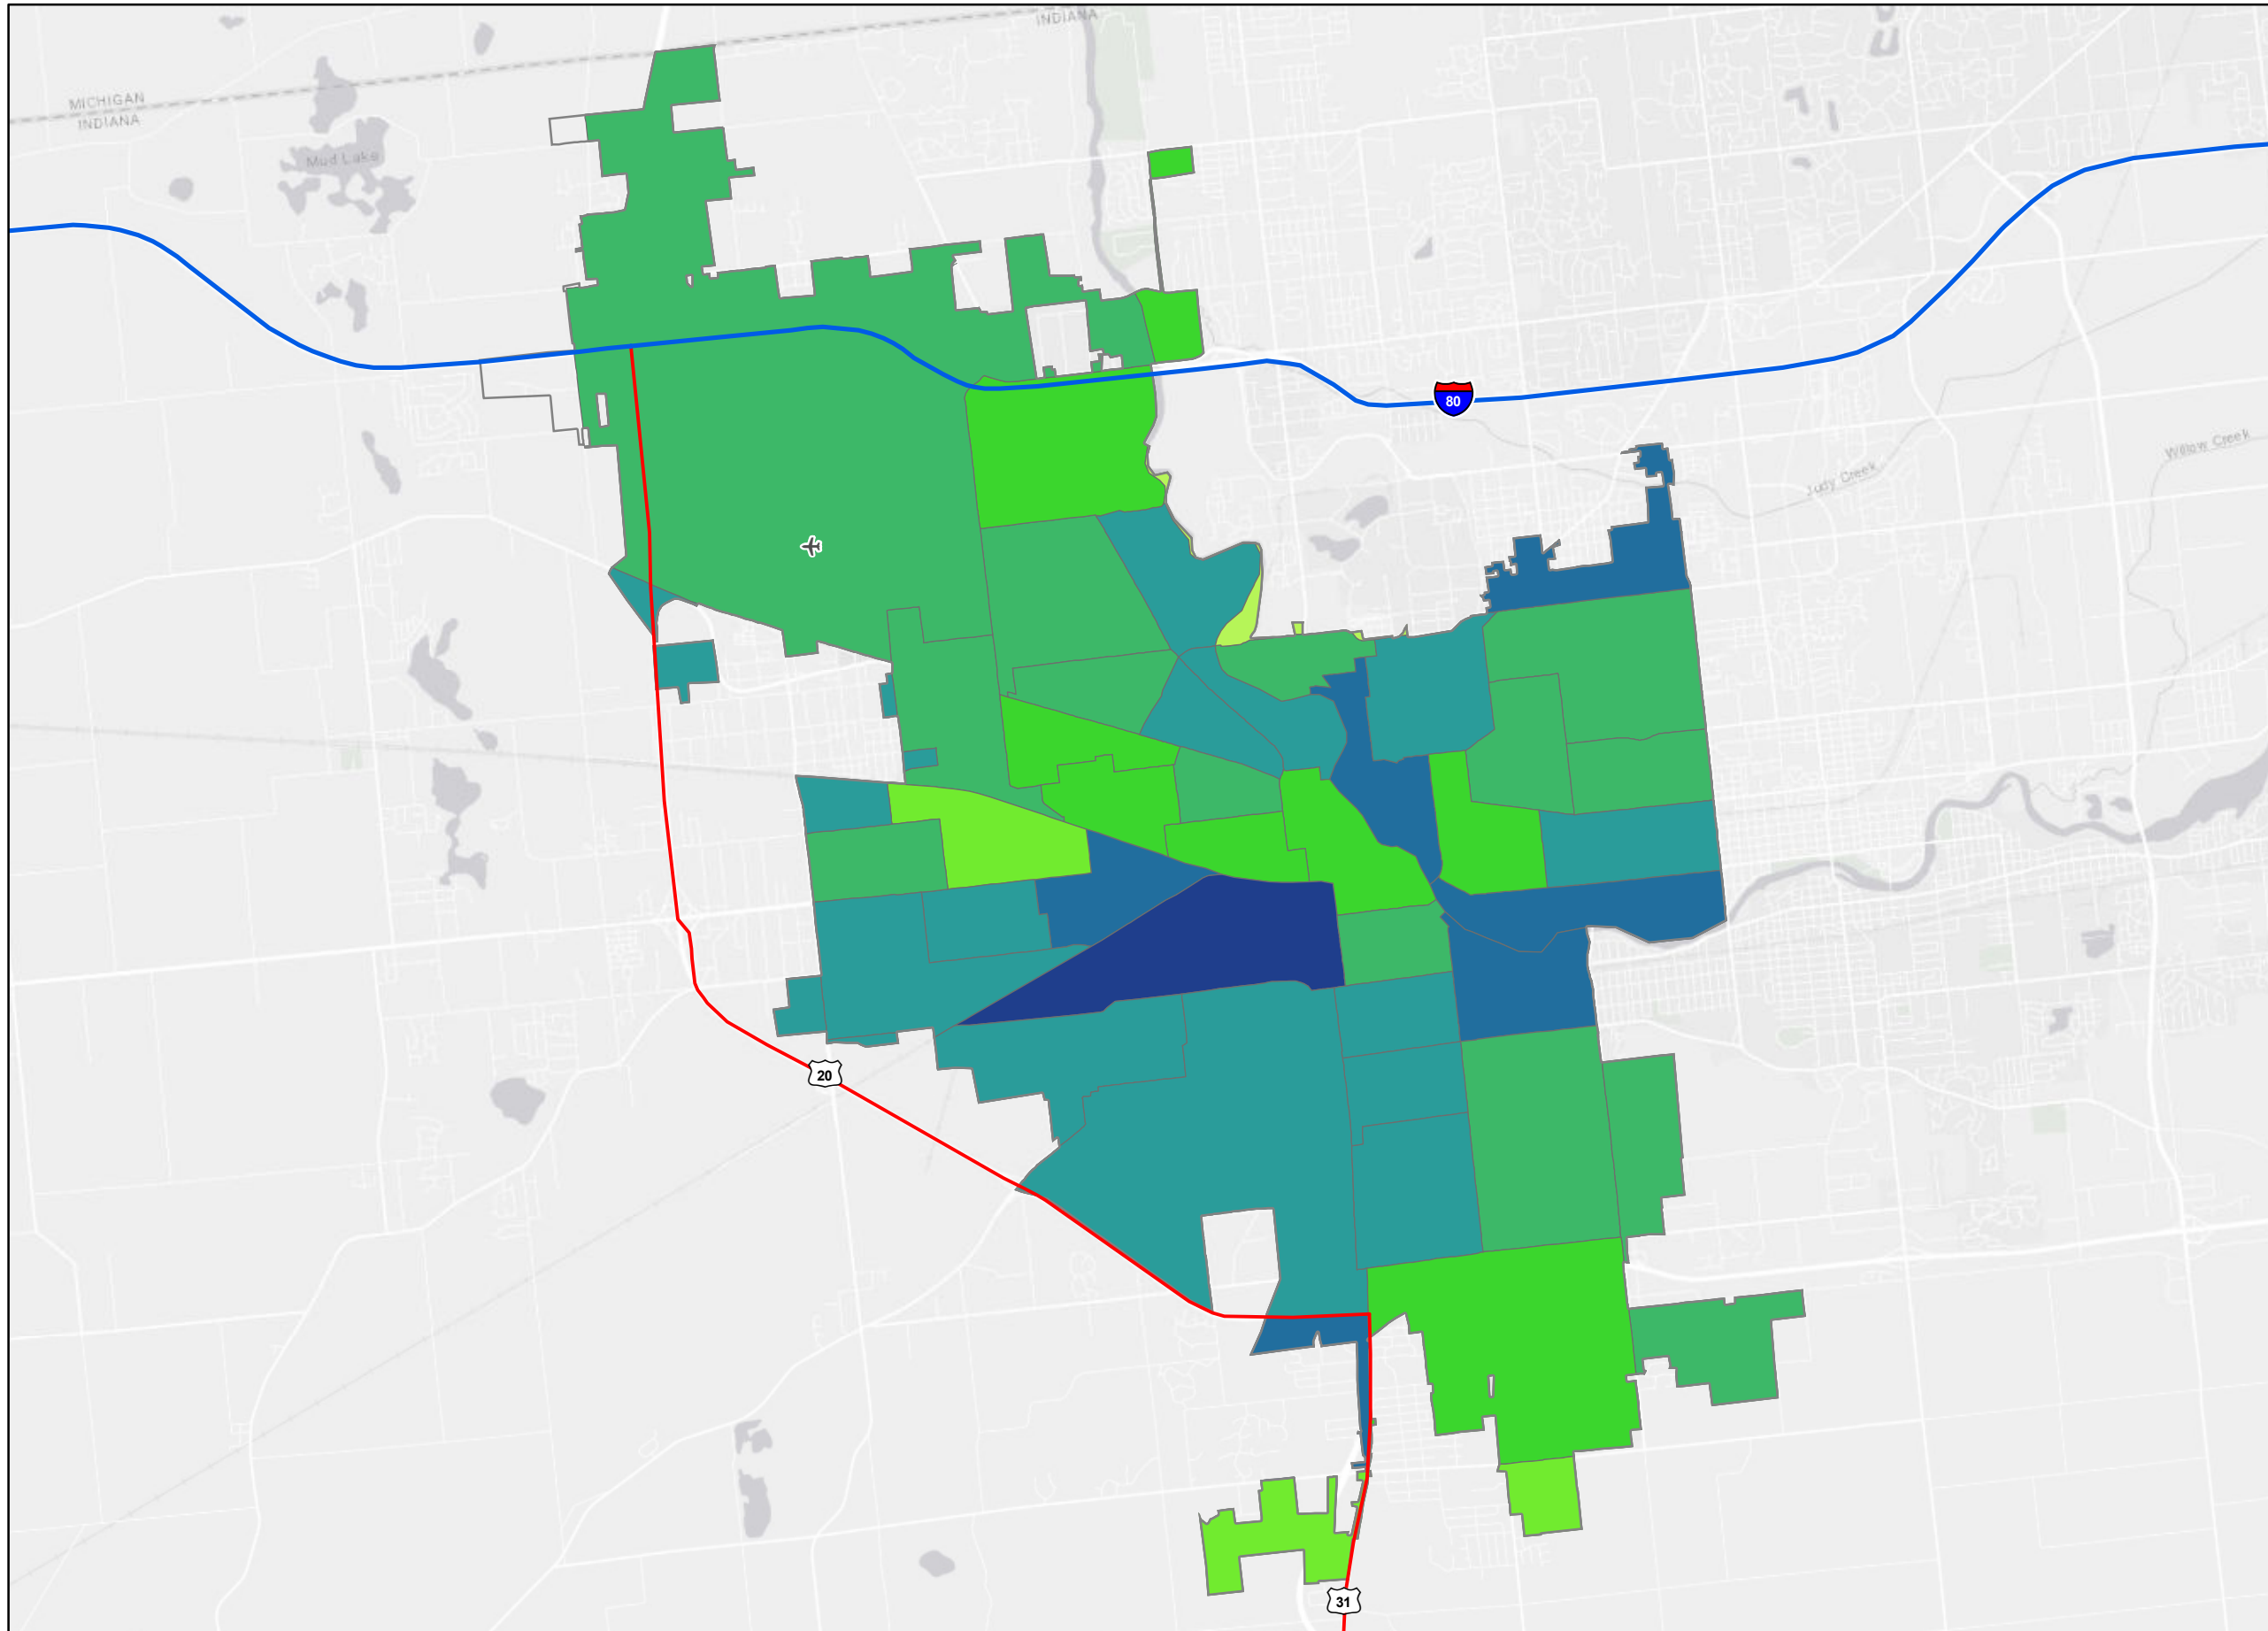 INDIANA
MICHIGAN
INDIANA
Mud Lake
80
Willow Creek
Judy Creek
20
31